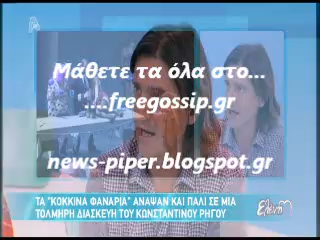 Μάθετε τα όλα στο...
....freegossip.gr
news-piper.blogspot.gr
ΤΑ "ΚΟΚΚΙΝΑ ΦΑΝΑΡΙΑ" ΑΝΑΨΑΝ ΚΑΙ ΠΑΛΙ ΣΕ ΜΙΑ
ΤΟΛΜΗΡΗ ΔΙΑΣΚΕΥΗ ΤΟΥ ΚΩΝΣΤΑΝΤΙΝΟΥ ΡΗΓΟΥ
Ελένη